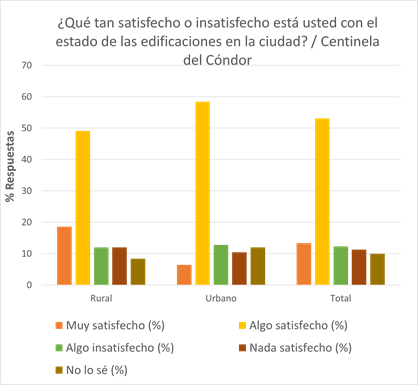 ¿Qué tan satisfecho o insatisfecho está usted con el
estado de las edificaciones en la ciudad? / Centinela
del Cóndor
70
60
50
40
30
20
10
0
% Respuestas
Rural
Urbano
Total
Muy satisfecho (%)
Algo satisfecho (%)
Algo insatisfecho (%)
Nada satisfecho (%)
No lo sé (%)